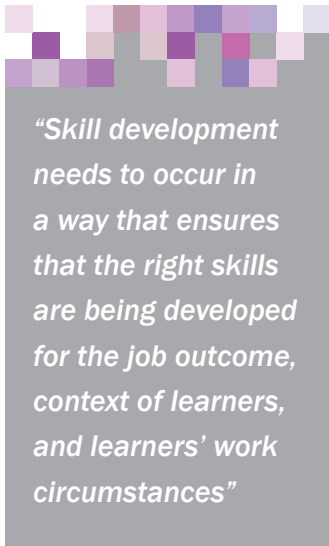 “Skill development
needs to occur in
a way that ensures
that the right skills
are being developed
for the job outcome,
context of learners,
and learners’ work
circumstances”